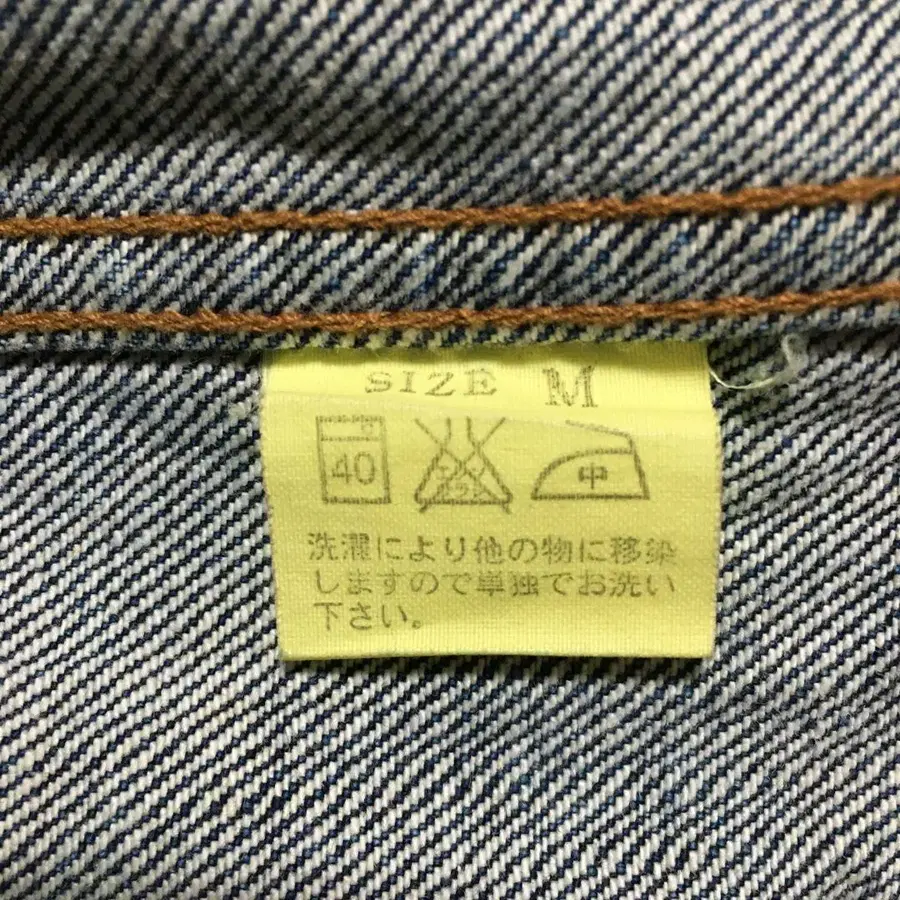 SIZE M
40 中
洗濯により他の物に移染
しますので単独でお洗い
下さい。